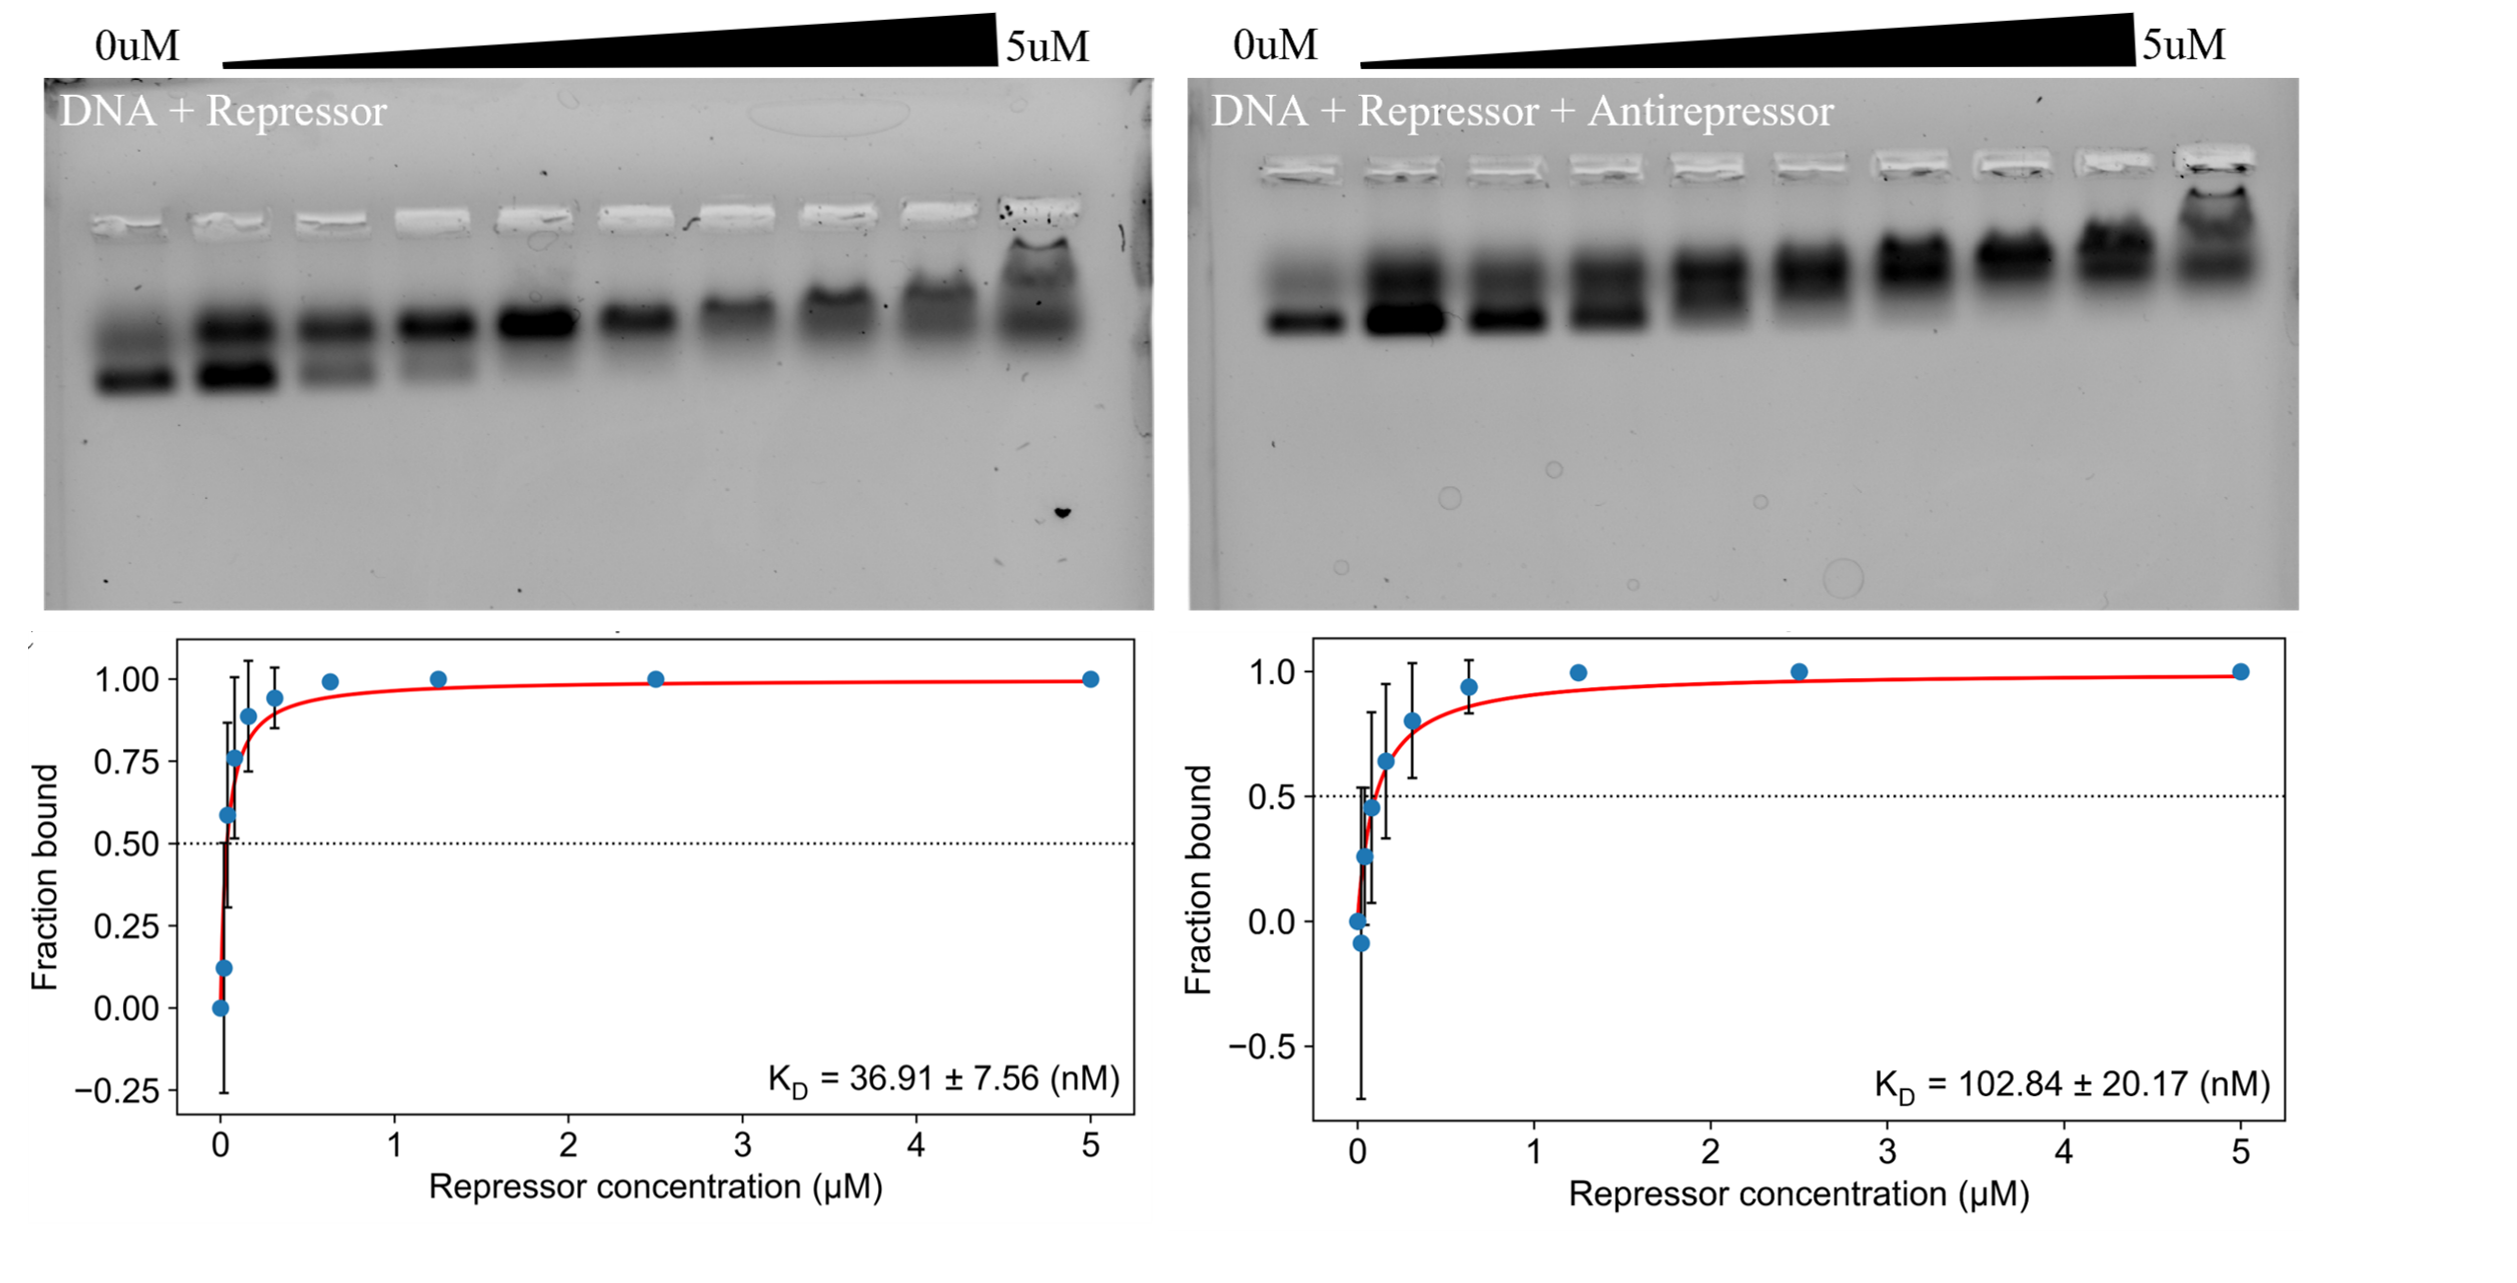 0uM
5uM
0uM
5uM
DNA + Repressor
DNA + Repressor + Antirepressor
1.00
0.75
0.50
0.25
0.00
−0.25
Fraction bound
K_D = 36.91 ± 7.56 (nM)
0 1 2 3 4 5
Repressor concentration (μM)
1.0
0.5
0.0
−0.5
Fraction bound
K_D = 102.84 ± 20.17 (nM)
0 1 2 3 4 5
Repressor concentration (μM)